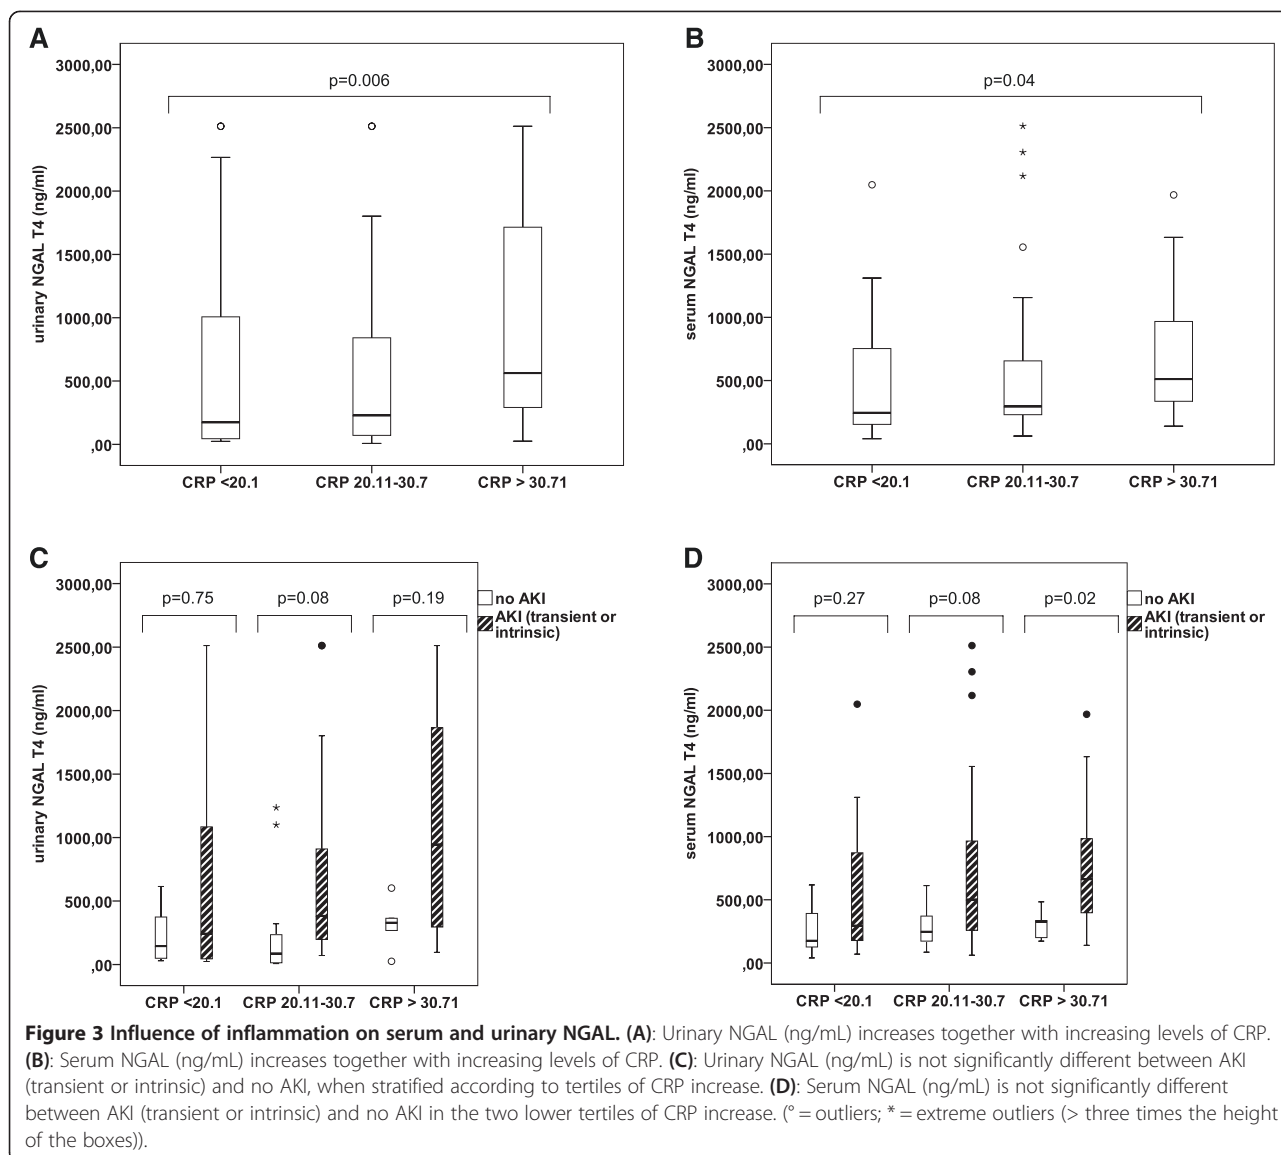 A
3000,00
2500,00
2000,00
1500,00
1000,00
500,00
,00
urinary NGAL T4 (ng/ml)
p=0.006
CRP <20.1
CRP 20.11-30.7
CRP > 30.71
B
3000,00
2500,00
2000,00
1500,00
1000,00
500,00
,00
serum NGAL T4 (ng/ml)
p=0.04
* 
* 
* 
CRP <20.1
CRP 20.11-30.7
CRP > 30.71
C
3000,00
2500,00
2000,00
1500,00
1000,00
500,00
,00
urinary NGAL T4 (ng/ml)
p=0.75
p=0.08
p=0.19
* 
* 
no AKI
AKI (transient or
intrinsic)
CRP <20.1
CRP 20.11-30.7
CRP > 30.71
D
3000,00
2500,00
2000,00
1500,00
1000,00
500,00
,00
serum NGAL T4 (ng/ml)
p=0.27
p=0.08
p=0.02
no AKI
AKI (transient or
intrinsic)
CRP <20.1
CRP 20.11-30.7
CRP > 30.71
Figure 3 Influence of inflammation on serum and urinary NGAL. (A): Urinary NGAL (ng/mL) increases together with increasing levels of CRP.
(B): Serum NGAL (ng/mL) increases together with increasing levels of CRP. (C): Urinary NGAL (ng/mL) is not significantly different between AKI
(transient or intrinsic) and no AKI, when stratified according to tertiles of CRP increase. (D): Serum NGAL (ng/mL) is not significantly different
between AKI (transient or intrinsic) and no AKI in the two lower tertiles of CRP increase. (° = outliers; * = extreme outliers (> three times the height
of the boxes)).